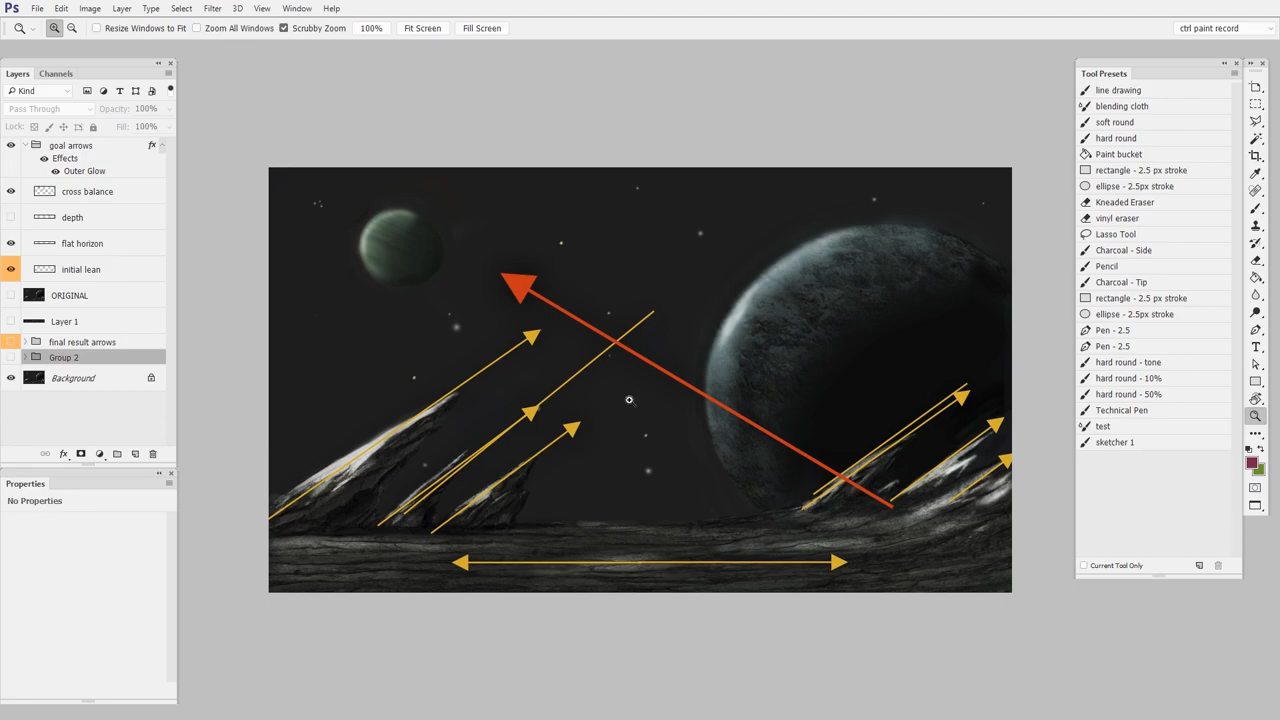 Ps File Edit Image Layer Type Select Filter 3D View Window Help
Resize Windows to Fit Zoom All Windows Scrubby Zoom 100% Fit Screen Fill Screen ctrl paint record
Layers Channels
Kind
Pass Through Opacity: 100%
Lock: Fill: 100%
goal arrows fx
Effects
Outer Glow
cross balance
depth
flat horizon
initial lean
ORIGINAL
Layer 1
final result arrows
Group 2
Background
fx
Properties
No Properties
Tool Presets
line drawing
blending cloth
soft round
hard round
Paint bucket
rectangle - 2.5 px stroke
ellipse - 2.5px stroke
Kneaded Eraser
vinyl eraser
Lasso Tool
Charcoal - Side
Pencil
Charcoal - Tip
rectangle - 2.5 px stroke
ellipse - 2.5px stroke
Pen - 2.5
Pen - 2.5
hard round - tone
hard round - 10%
hard round - 50%
Technical Pen
test
sketcher 1
Current Tool Only